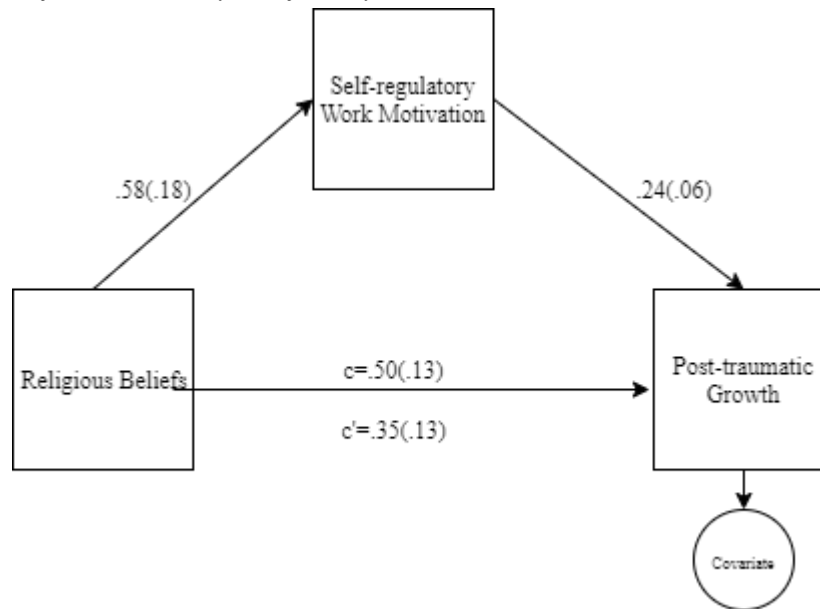 Self-regulatory
Work Motivation
.58(.18)
.24(.06)
Religious Beliefs
c=.50(.13)
c'=.35(.13)
Post-traumatic
Growth
Covariate